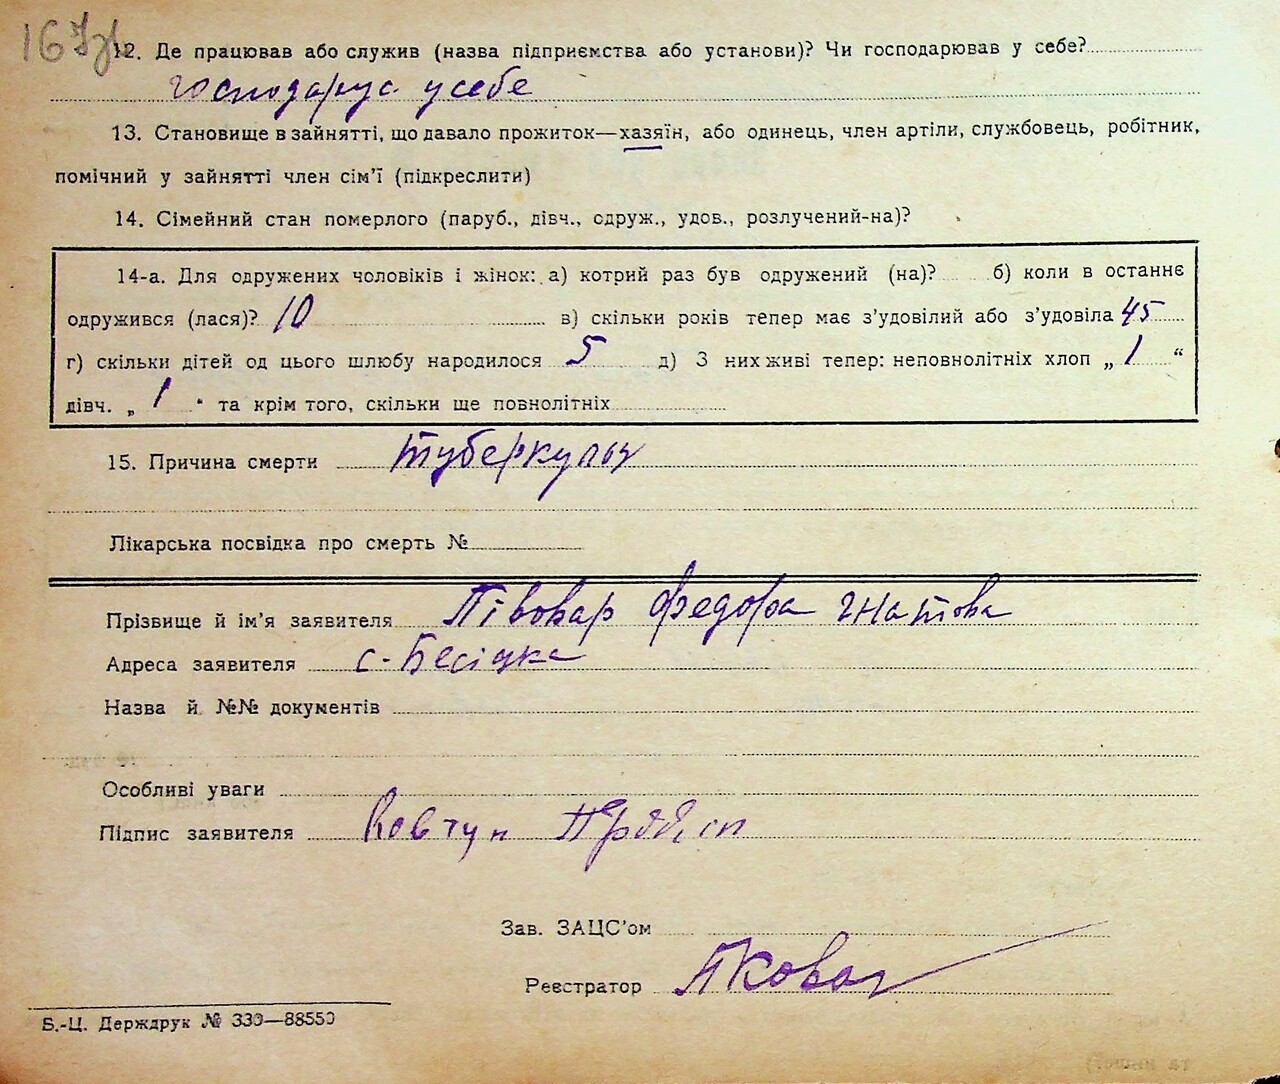 167зв
12. Де працював або служив (назва підприємства або установи)? Чи господарював у себе?
господарує у себе
13. Становище в зайнятті, що давало прожиток—хазяїн, або одинець, член артіли, службовець, робітник,
помічний у зайнятті член сім'ї (підкреслити)
14. Сімейний стан померлого (паруб., дівч., одруж., удов., розлучений-на)?
14-а. Для одружених чоловіків і жінок: а) котрий раз був одружений (на)? б) коли в останнє
одружився (лася)? 10 в) скільки років тепер має з'удовілий або з'удовіла 45
г) скільки дітей од цього шлюбу народилося 5 д) З них живі тепер: неповнолітніх хлоп „ 1 “
дівч. „ 1 “ та крім того, скільки ще повнолітніх
15. Причина смерти туберкульоз
Лікарська посвідка про смерть №
Прізвище й ім'я заявителя Півовар Федора Гнатова
Адреса заявителя с. Бесідка
Назва й №№ документів
Особливі уваги
Підпис заявителя Ковтун
Зав. ЗАЦС'ом
Реєстратор
Б.-Ц. Держдрук № 330—88550